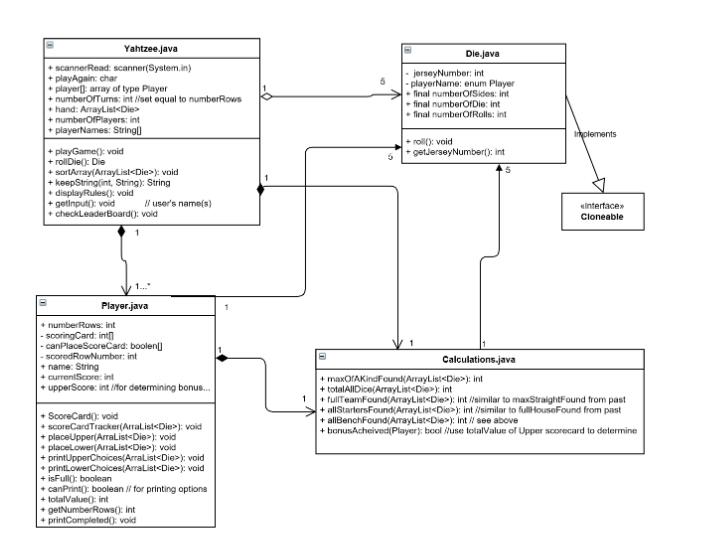 Yahtzee.java
+ scannerRead: scanner(System.in)
+ playAgain: char
+ player[]: array of type Player
+ numberOfTurns: int //set equal to numberRows
+ hand: ArrayList<Die>
+ numberOfPlayers: int
+ playerNames: String[]
+ playGame(): void
+ rollDie(): Die
+ sortArray(ArrayList<Die>): void
+ keepString(int, String): String
+ displayRules(): void
+ getInput(): void // user's name(s)
+ checkLeaderBoard(): void
1
5
Die.java
- jerseyNumber: int
- playerName: enum Player
+ final numberOfSides: int
+ final numberOfDie: int
+ final numberOfRolls: int
+ roll(): void
+ getJerseyNumber(): int
Implements
«interface»
Cloneable
5
5
1
1
1...*
1
Player.java
+ numberRows: int
- scoringCard: int[]
- canPlaceScoreCard: boolen[]
- scoredRowNumber: int
+ name: String
+ currentScore: int
+ upperScore: int //for determining bonus...
+ ScoreCard(): void
+ scoreCardTracker(ArraList<Die>): void
+ placeUpper(ArraList<Die>): void
+ placeLower(ArraList<Die>): void
+ printUpperChoices(ArraList<Die>): void
+ printLowerChoices(ArraList<Die>): void
+ isFull(): boolean
+ canPrint(): boolean // for printing options
+ totalValue(): int
+ getNumberRows(): int
+ printCompleted(): void
1
1
1
1
Calculations.java
+ maxOfAKindFound(ArrayList<Die>): int
+ totalAllDice(ArrayList<Die>): int
+ fullTeamFound(ArrayList<Die>): int //similar to maxStraightFound from past
+ allStartersFound(ArrayList<Die>): int //similar to fullHouseFound from past
+ allBenchFound(ArrayList<Die>): int // see above
+ bonusAcheived(Player): bool //use totalValue of Upper scorecard to determine